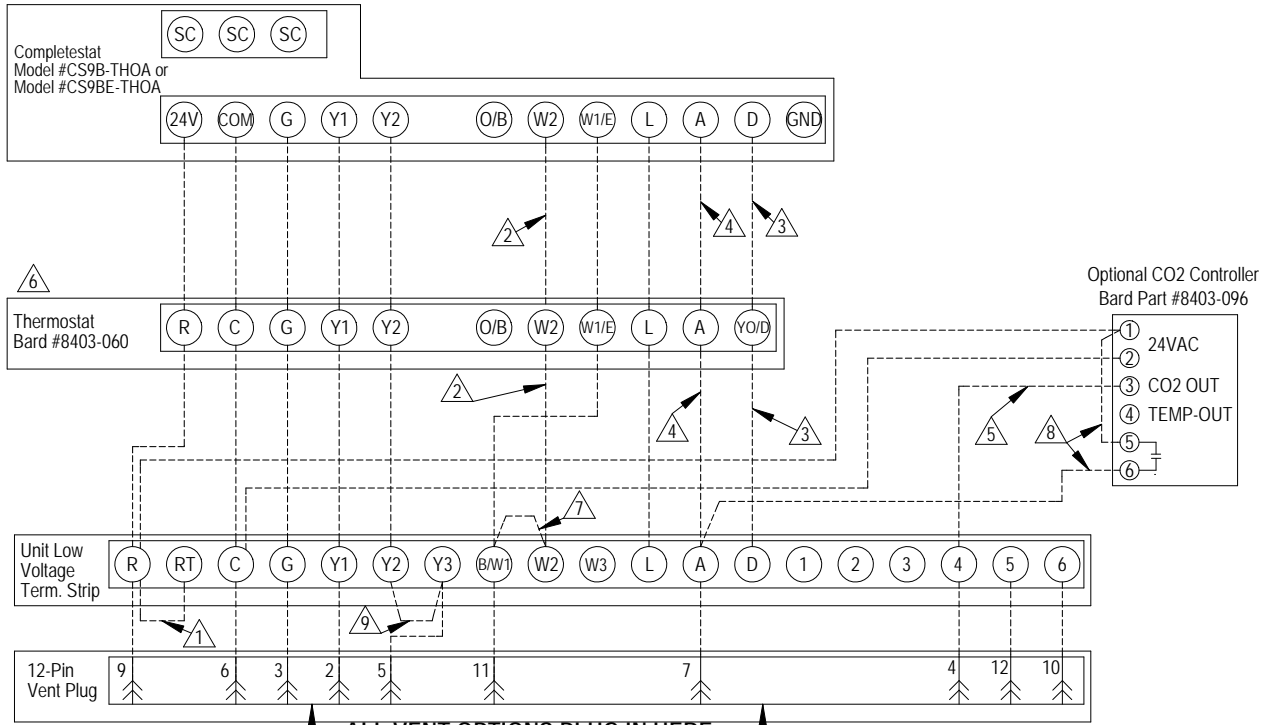 SC SC SC
Completestat
Model #CS9B-THOA or
Model #CS9BE-THOA
24V COM G Y1 Y2 O/B W2 W1/E L A D GND
2 4 3
6
Thermostat
Bard #8403-060
R C G Y1 Y2 O/B W2 W1/E L A YO/D
Optional CO2 Controller
Bard Part #8403-096
1
24VAC
2
3 CO2 OUT
4 TEMP-OUT
5
6
2 4 3 5 8
7
Unit Low
Voltage
Term. Strip
R RT C G Y1 Y2 Y3 B/W1 W2 W3 L A D 1 2 3 4 5 6
1 9
12-Pin
Vent Plug
9 6 3 2 5 11 7 4 12 10
ALL VENT OPTIONS PLUG IN HERE